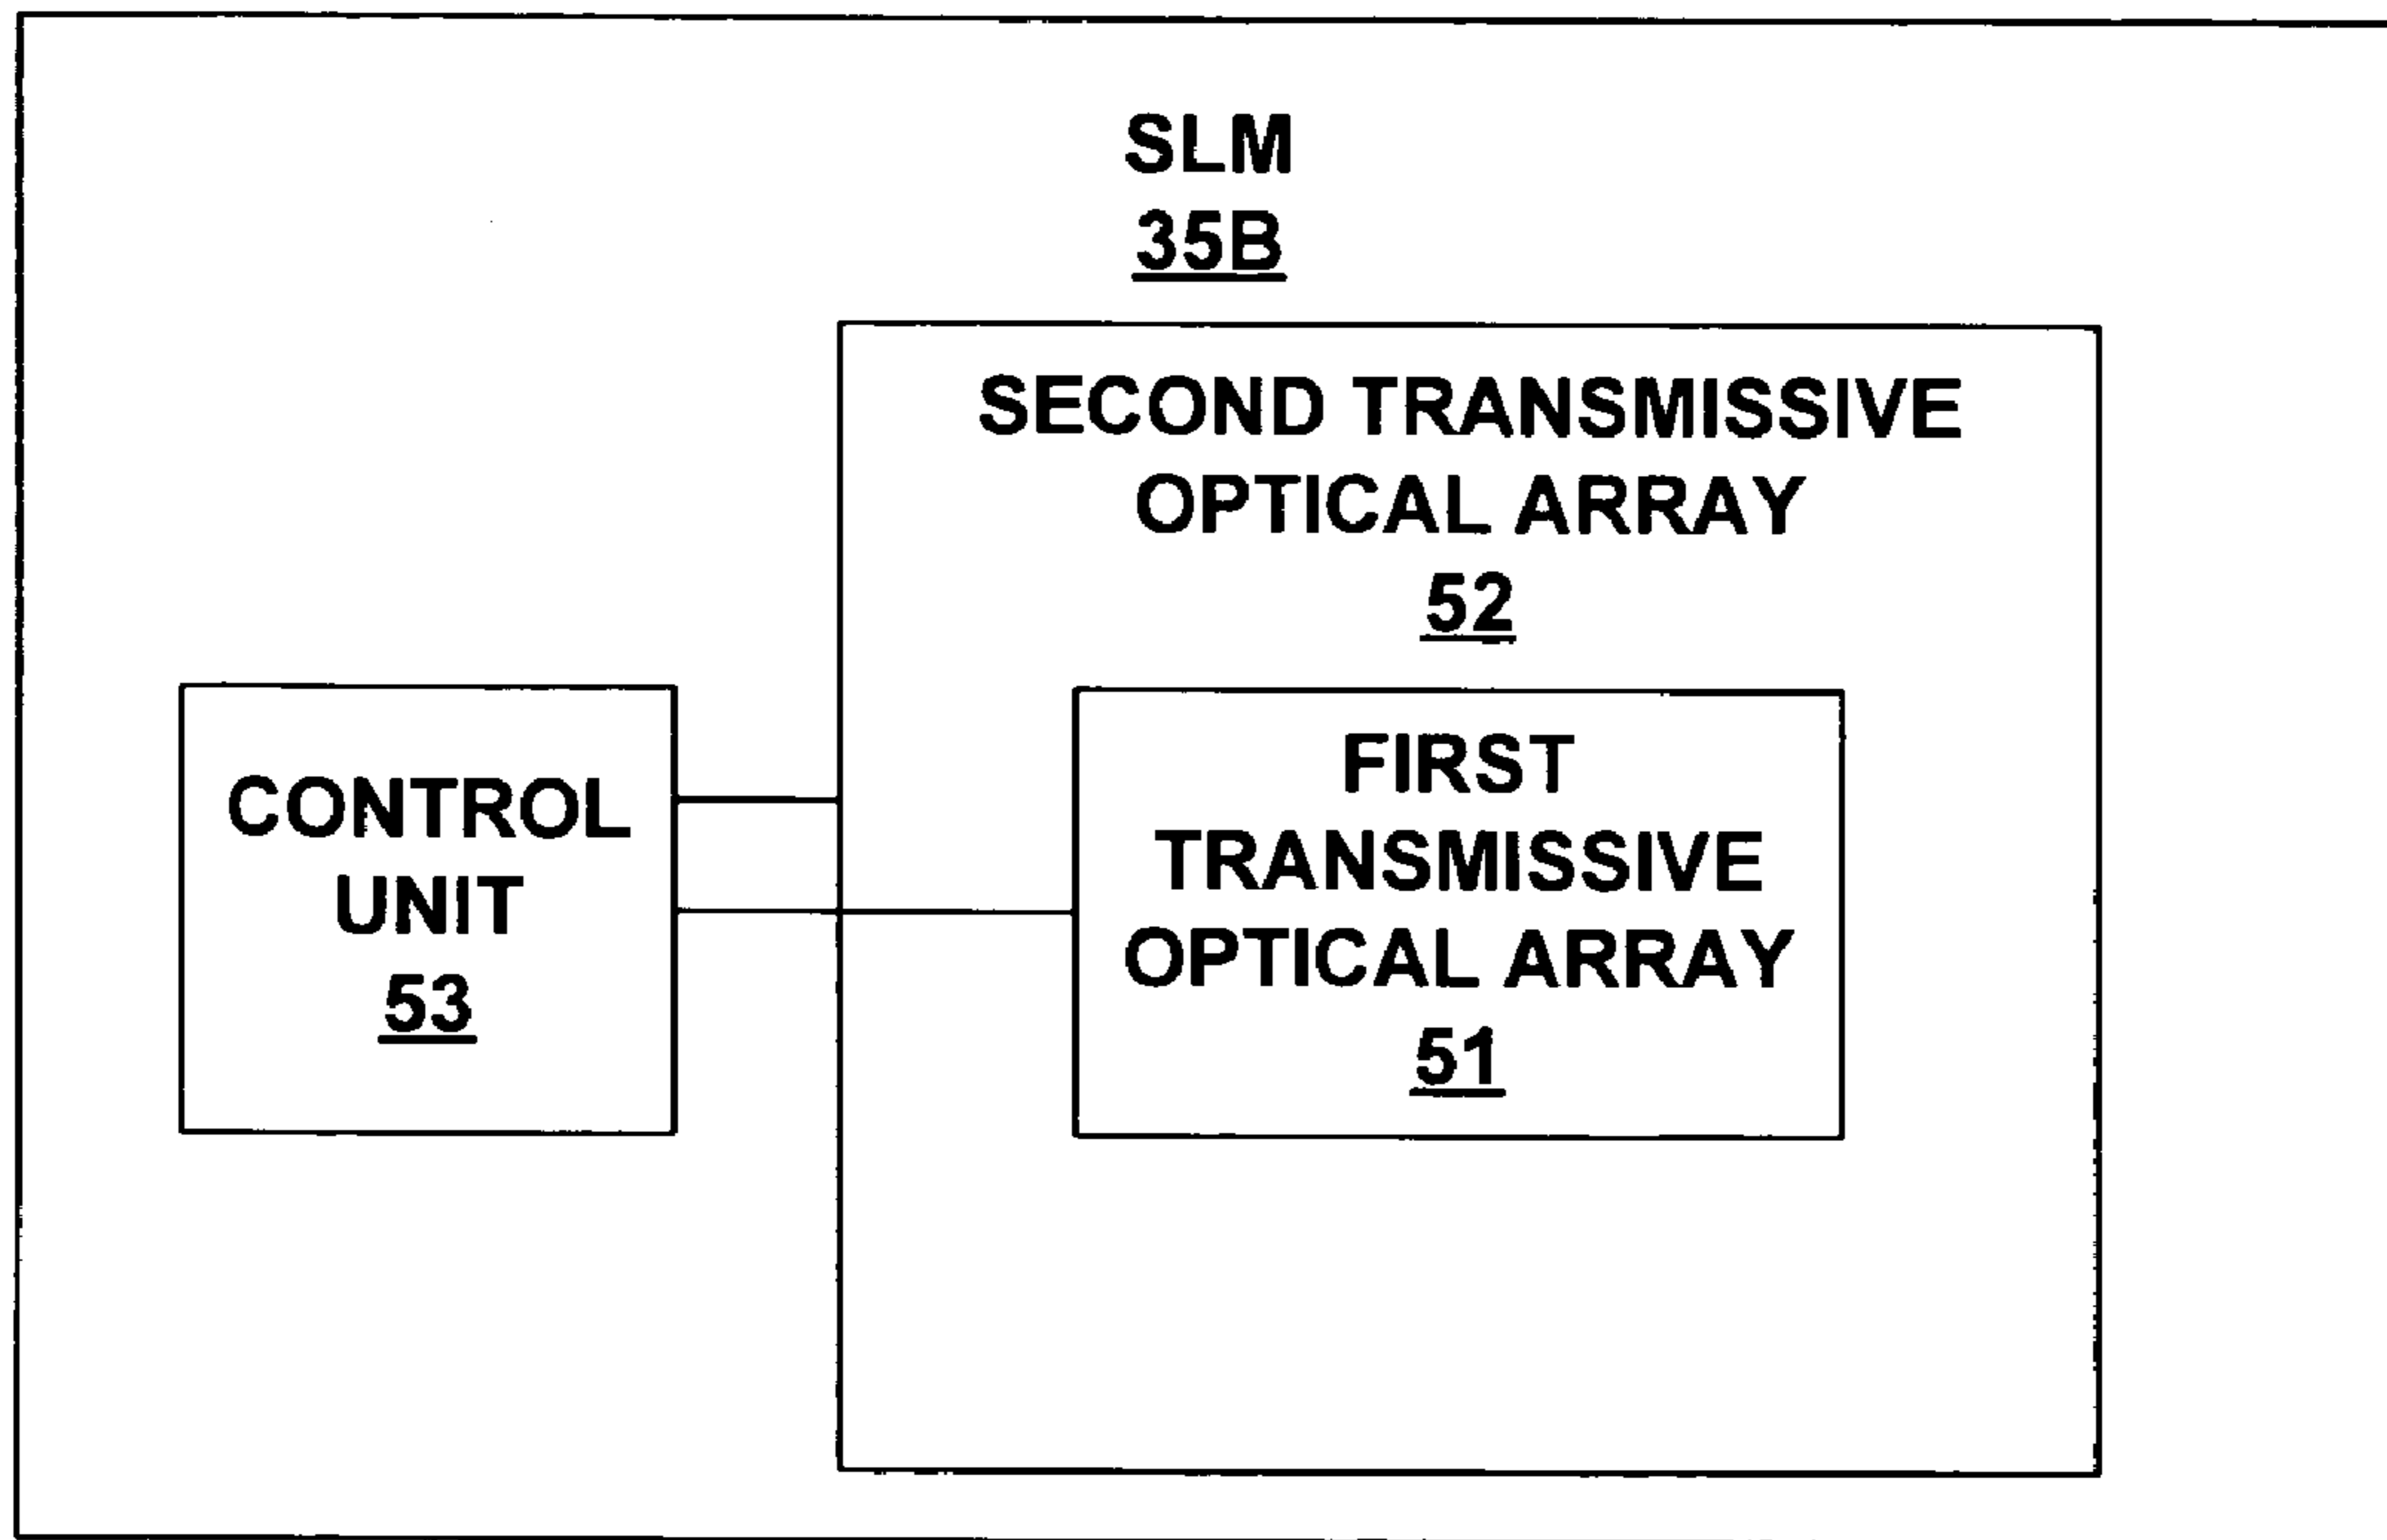 SLM
35B
SECOND TRANSMISSIVE
OPTICAL ARRAY
52
CONTROL
UNIT
53
FIRST
TRANSMISSIVE
OPTICAL ARRAY
51